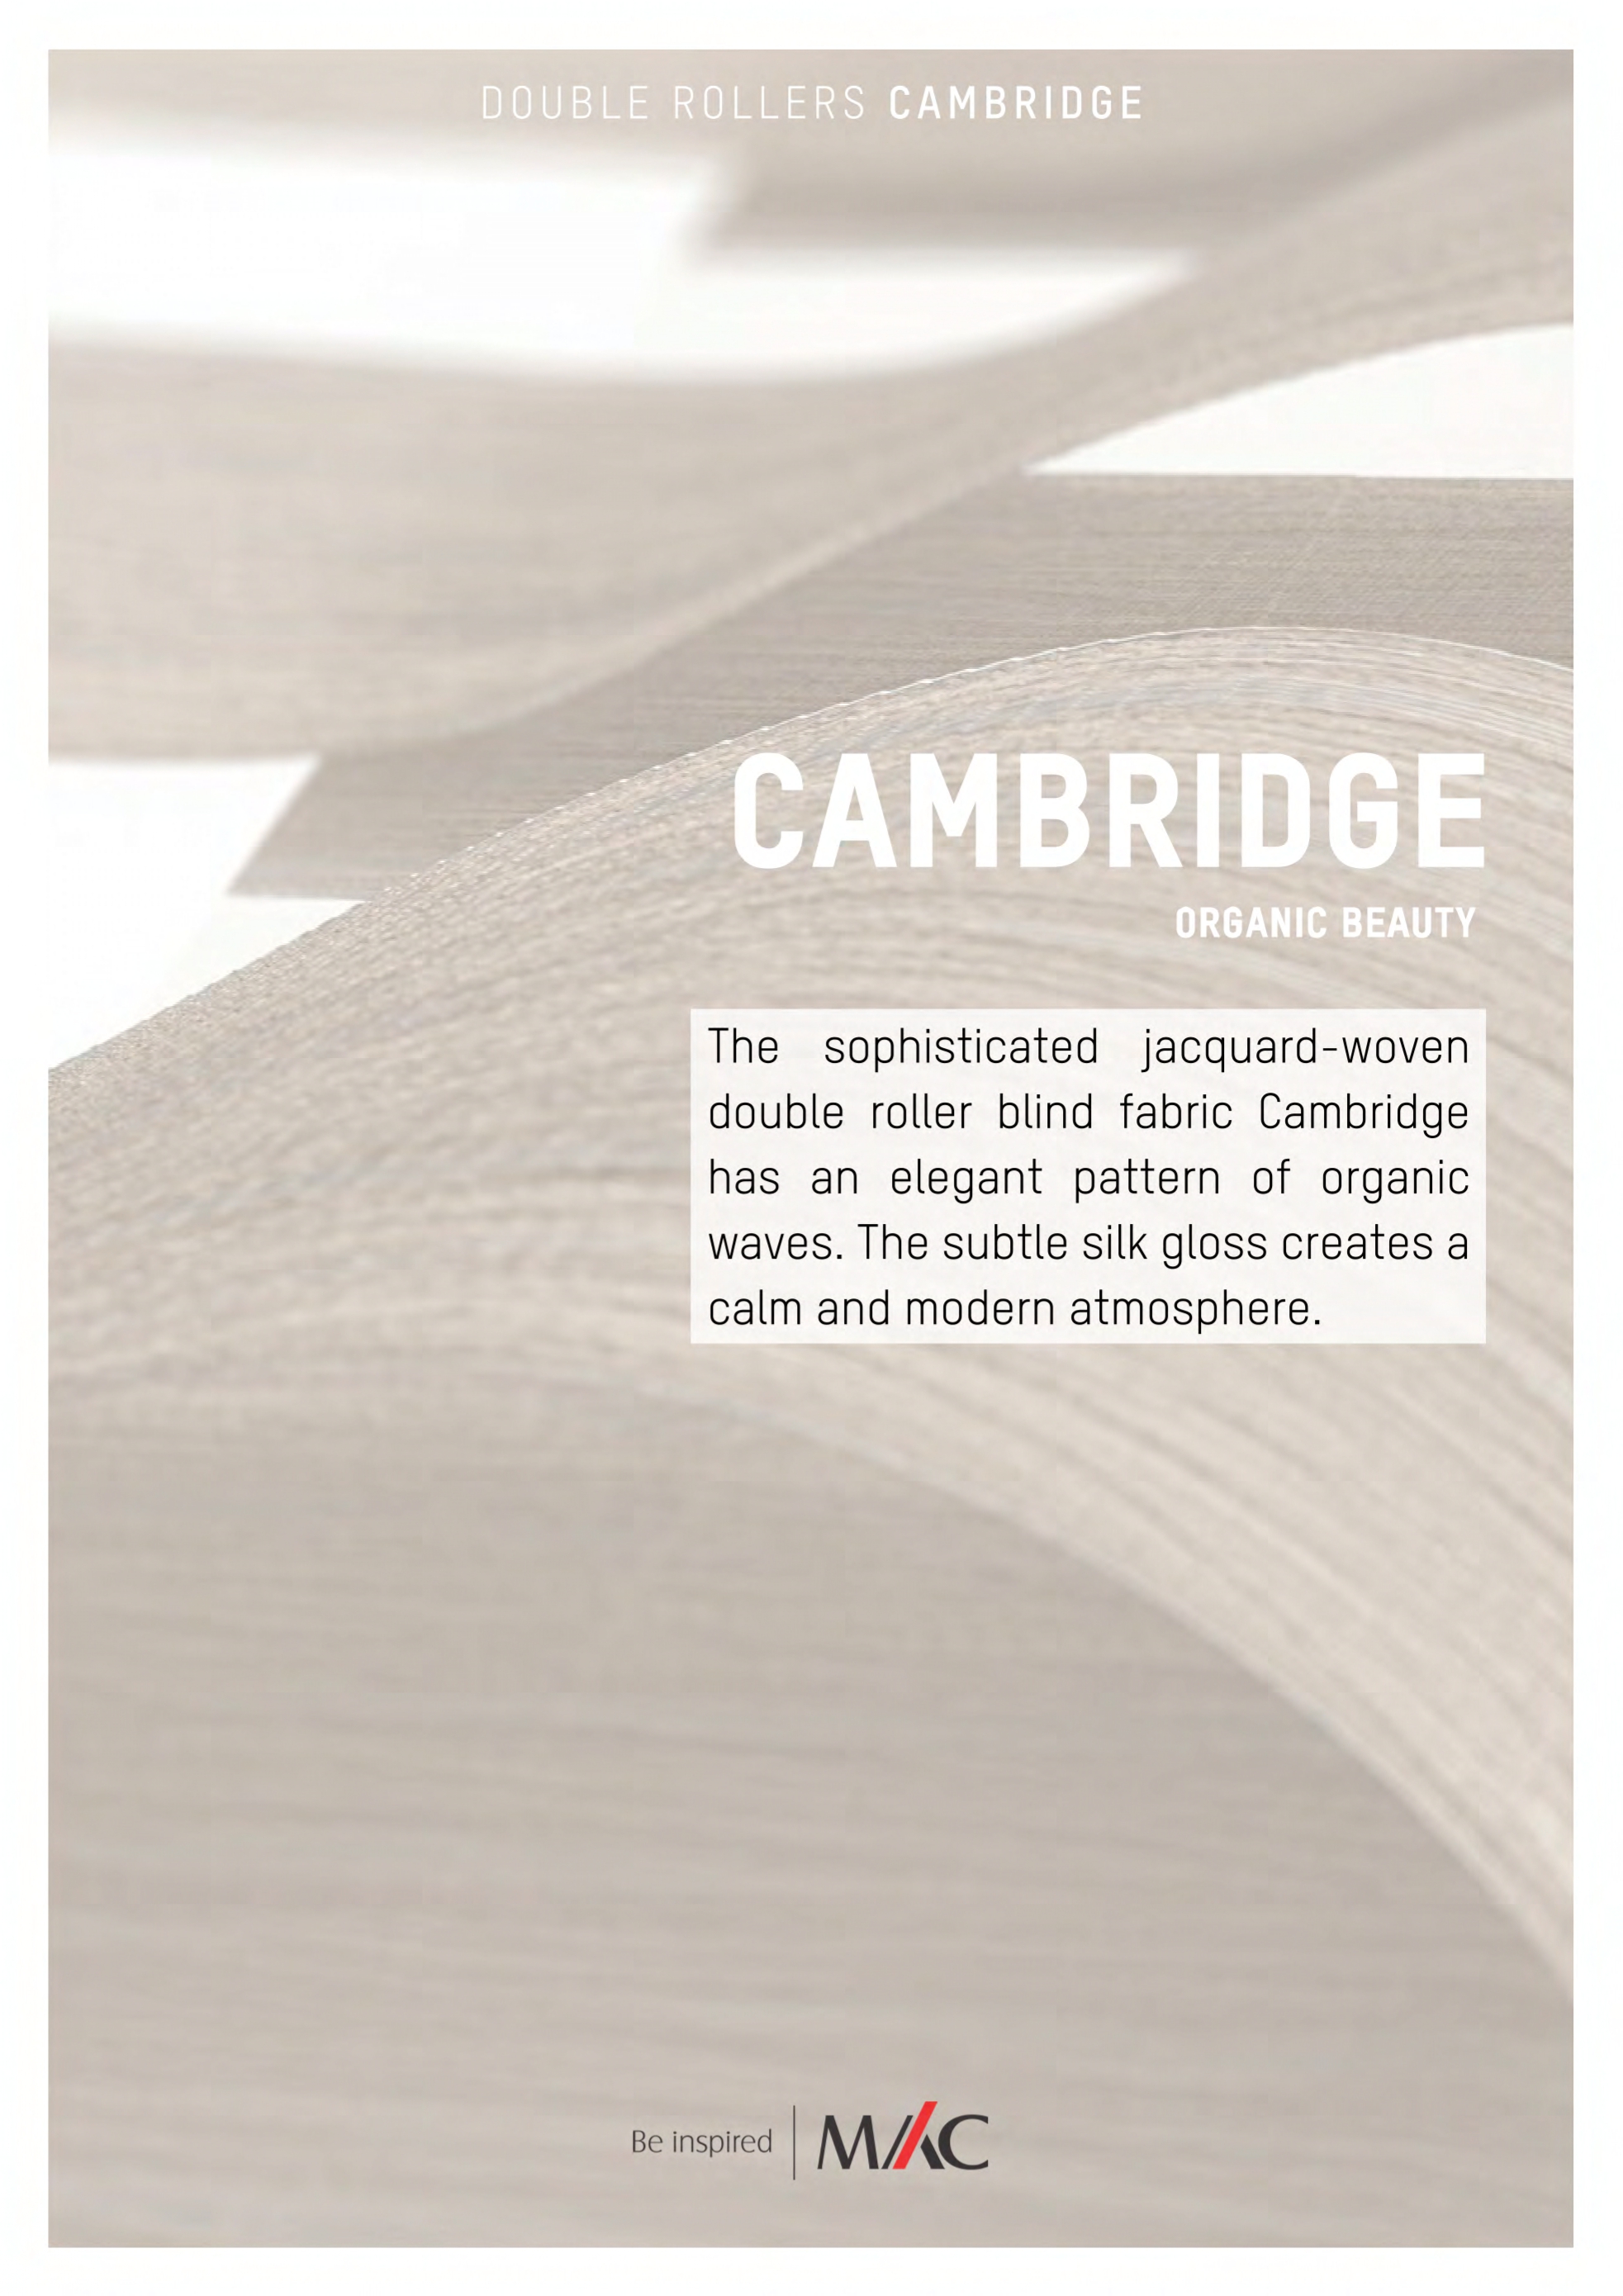 DOUBLE ROLLERS CAMBRIDGE
CAMBRIDGE
ORGANIC BEAUTY
The sophisticated jacquard-woven
double roller blind fabric Cambridge
has an elegant pattern of organic
waves. The subtle silk gloss creates a
calm and modern atmosphere.
Be inspired MAC